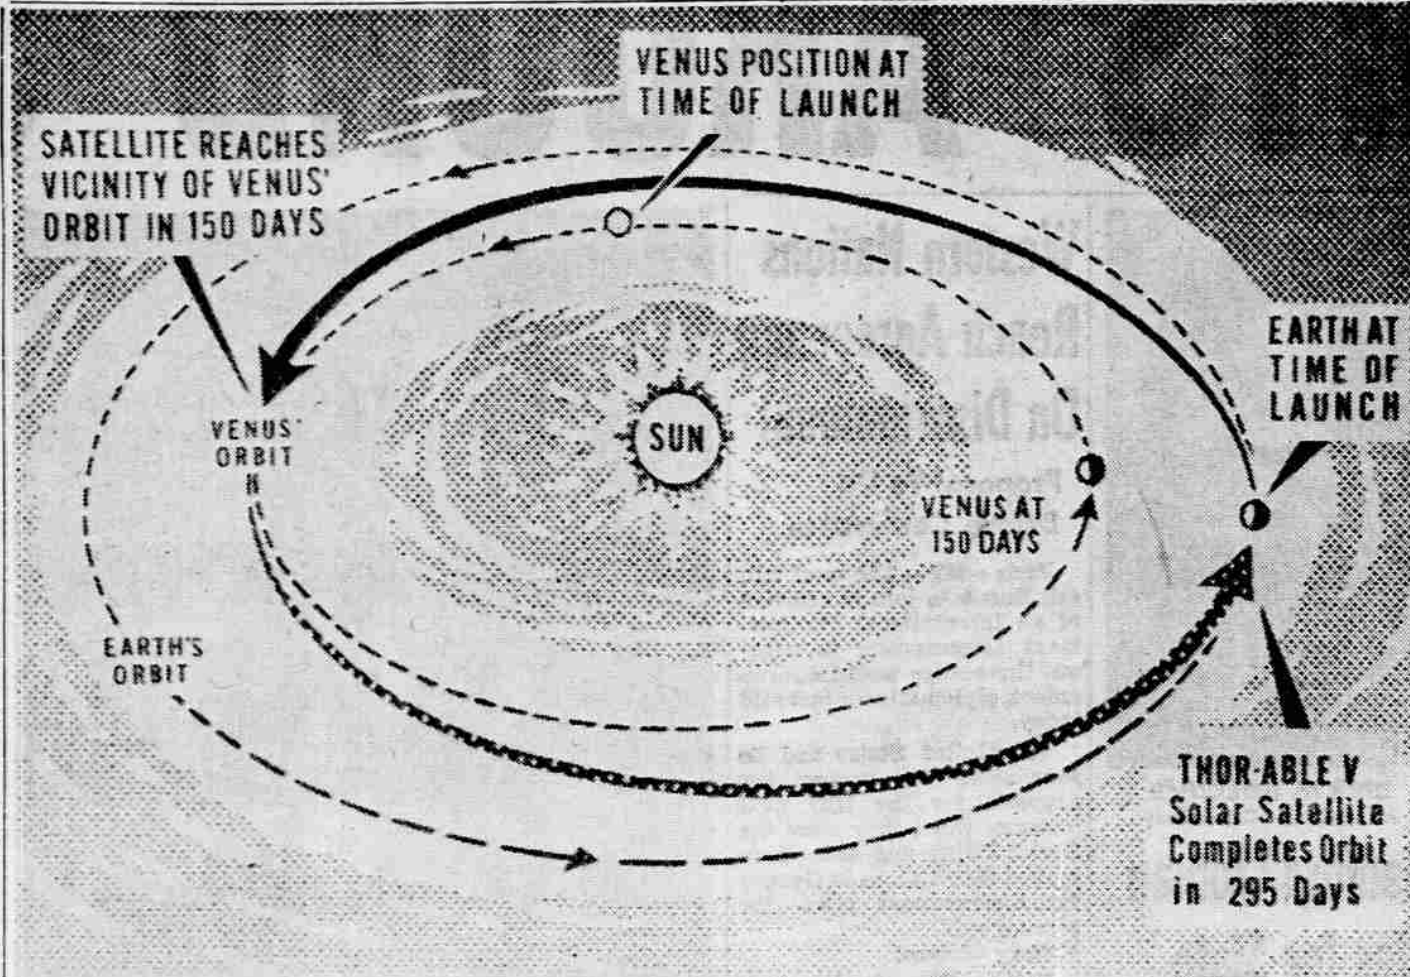 VENUS POSITION AT
TIME OF LAUNCH
SATELLITE REACHES
VICINITY OF VENUS'
ORBIT IN 150 DAYS
EARTH AT
TIME OF
LAUNCH
VENUS'
ORBIT
SUN
VENUS AT
150 DAYS
EARTH'S
ORBIT
THOR-ABLE V
Solar Satellite
Completes Orbit
in 295 Days